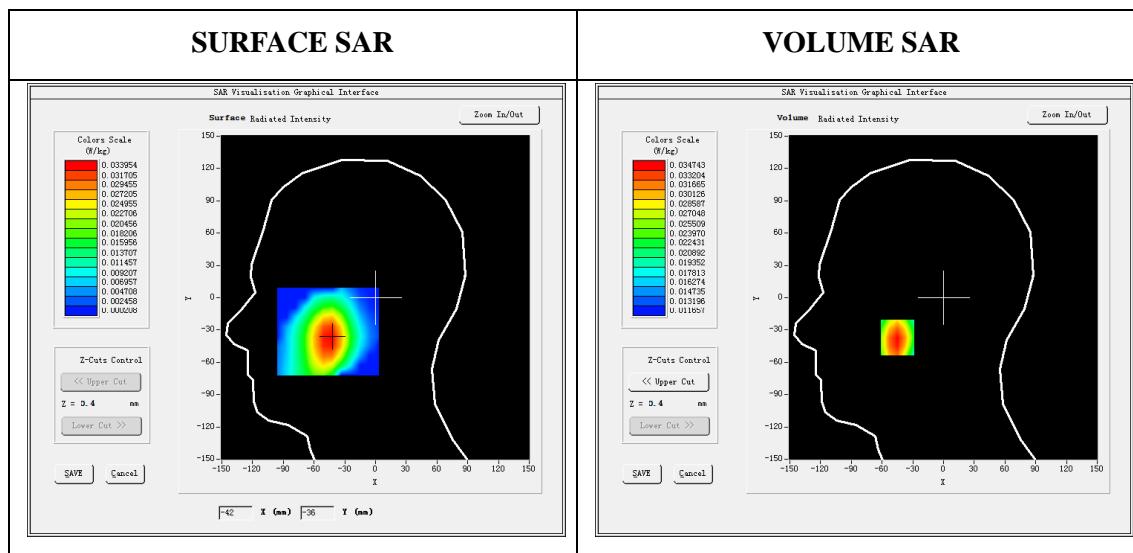 SURFACE SAR
VOLUME SAR
SAR Visualisation Graphical Interface
Surface Radiated Intensity
Zoom In/Out
Colors Scale
(W/kg)
0.033954
0.031705
0.029455
0.027205
0.024955
0.022706
0.020456
0.018206
0.015956
0.013707
0.011457
0.009207
0.006957
0.004708
0.002458
0.000208
150
120
90
60
30
0
-30
-60
-90
-120
-150
Y
-150 -120 -90 -60 -30 0 30 60 90 120 150
X
Z-Cuts Control
<< Upper Cut
Z = 0.4 mm
Lower Cut >>
SAVE Cancel
-42 X (mm) -36 Y (mm)
SAR Visualisation Graphical Interface
Volume Radiated Intensity
Zoom In/Out
Colors Scale
(W/kg)
0.034743
0.033204
0.031665
0.030126
0.028587
0.027048
0.025509
0.023970
0.022431
0.020892
0.019352
0.017813
0.016274
0.014735
0.013196
0.011657
150
120
90
60
30
0
-30
-60
-90
-120
-150
Y
-150 -120 -90 -60 -30 0 30 60 90 120 150
X
Z-Cuts Control
<< Upper Cut
Z = 0.4 mm
Lower Cut >>
SAVE Cancel